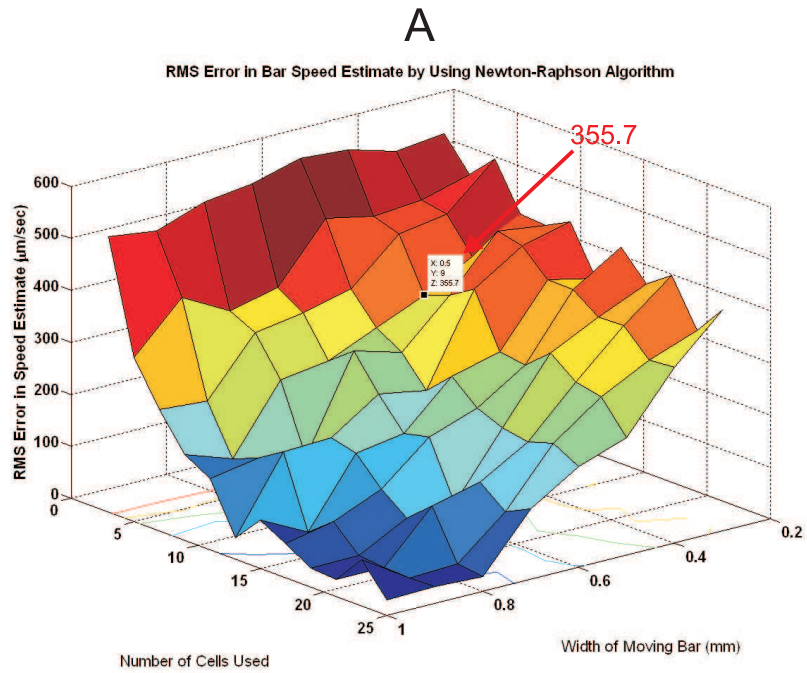 A
RMS Error in Bar Speed Estimate by Using Newton-Raphson Algorithm
355.7
600
500
400
300
200
100
0
RMS Error in Speed Estimate (μm/sec)
X: 0.5
Y: 9
Z: 355.7
0
5
10
15
20
25
Number of Cells Used
1
0.8
0.6
0.4
0.2
Width of Moving Bar (mm)